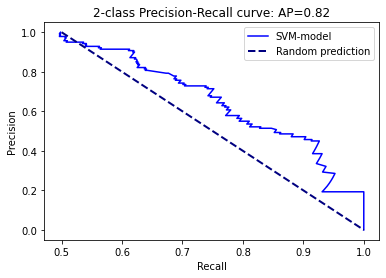 2-class Precision-Recall curve: AP=0.82
SVM-model
Random prediction
Precision
1.0
0.8
0.6
0.4
0.2
0.0
0.5
0.6
0.7
0.8
0.9
1.0
Recall